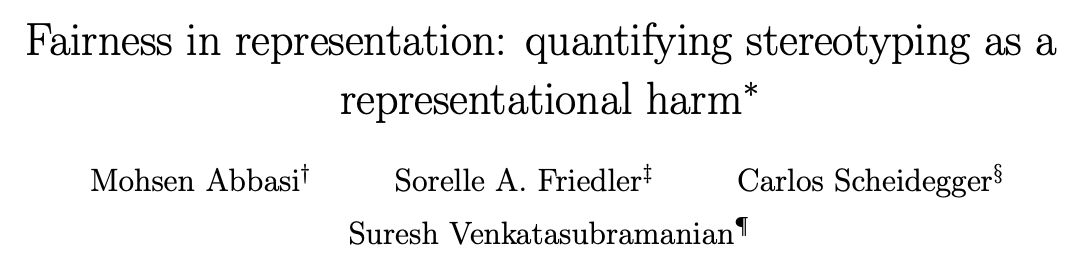 Fairness in representation: quantifying stereotyping as a
representational harm*
Mohsen Abbasi† Sorelle A. Friedler‡ Carlos Scheidegger§
Suresh Venkatasubramanian¶